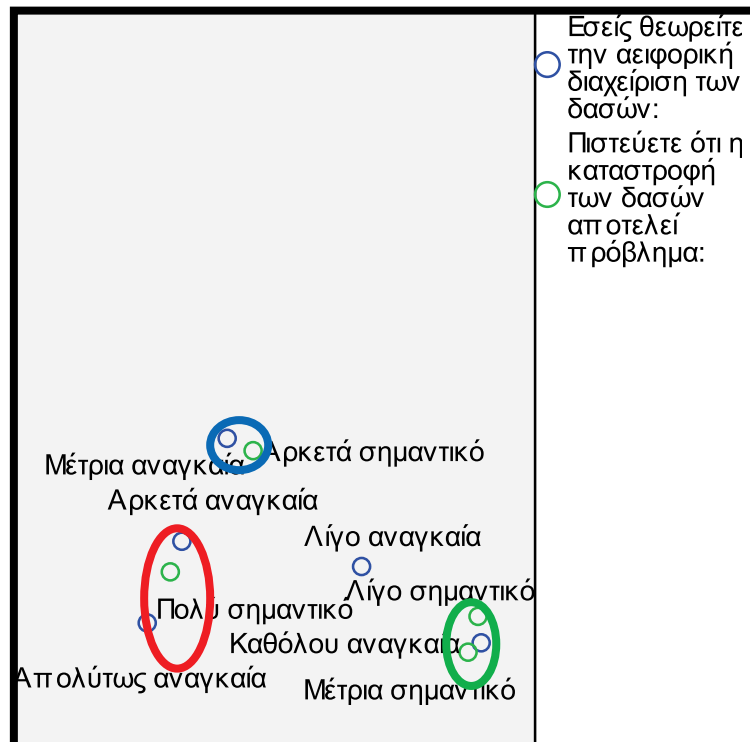 Εσείς θεωρείτε
την αειφορική
διαχείριση των
δασών:
Πιστεύετε ότι η
καταστροφή
των δασών
αποτελεί
πρόβλημα:
Αρκετά σημαντικό
Μέτρια αναγκαία
Αρκετά αναγκαία
Λίγο αναγκαία
Λίγο σημαντικό
Πολύ σημαντικό
Καθόλου αναγκαία
Απολύτως αναγκαία
Μέτρια σημαντικό